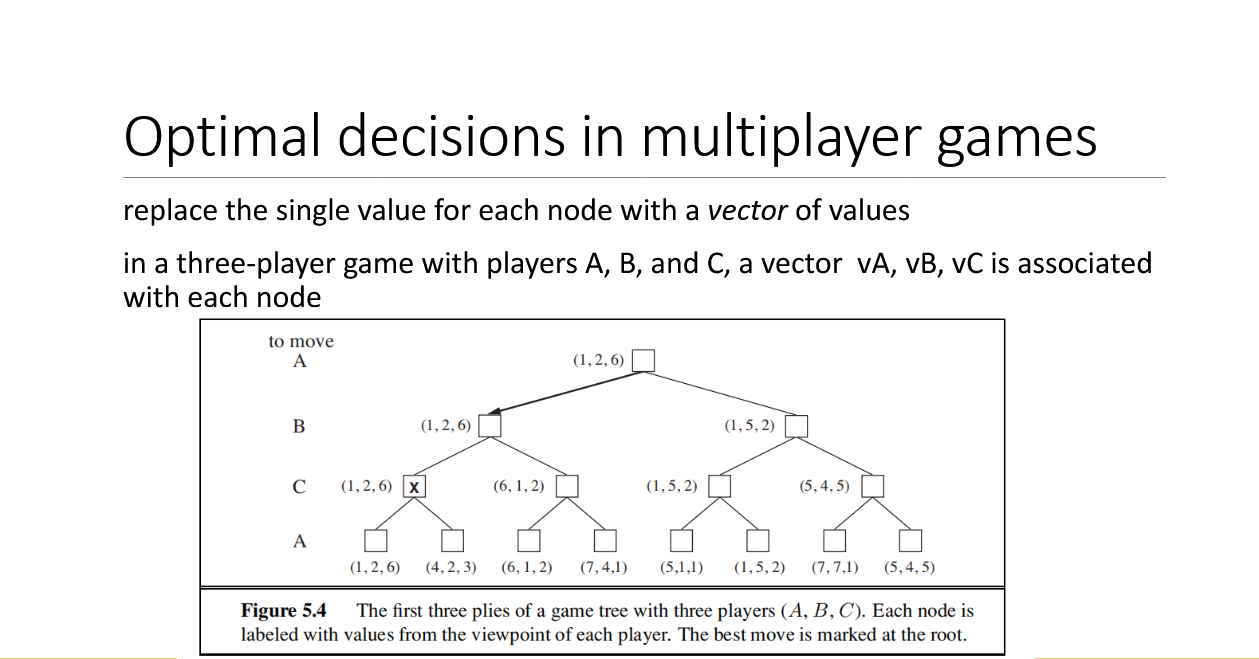 Optimal decisions in multiplayer games
replace the single value for each node with a vector of values
in a three-player game with players A, B, and C, a vector vA, vB, vC is associated
with each node
to move
A
(1, 2, 6)
B
(1, 2, 6)
(1, 5, 2)
C
(1, 2, 6)
X
(6, 1, 2)
(1, 5, 2)
(5, 4, 5)
A
(1, 2, 6)
(4, 2, 3)
(6, 1, 2)
(7, 4,1)
(5,1,1)
(1, 5, 2)
(7, 7,1)
(5, 4, 5)
Figure 5.4 The first three plies of a game tree with three players (A, B, C). Each node is
labeled with values from the viewpoint of each player. The best move is marked at the root.